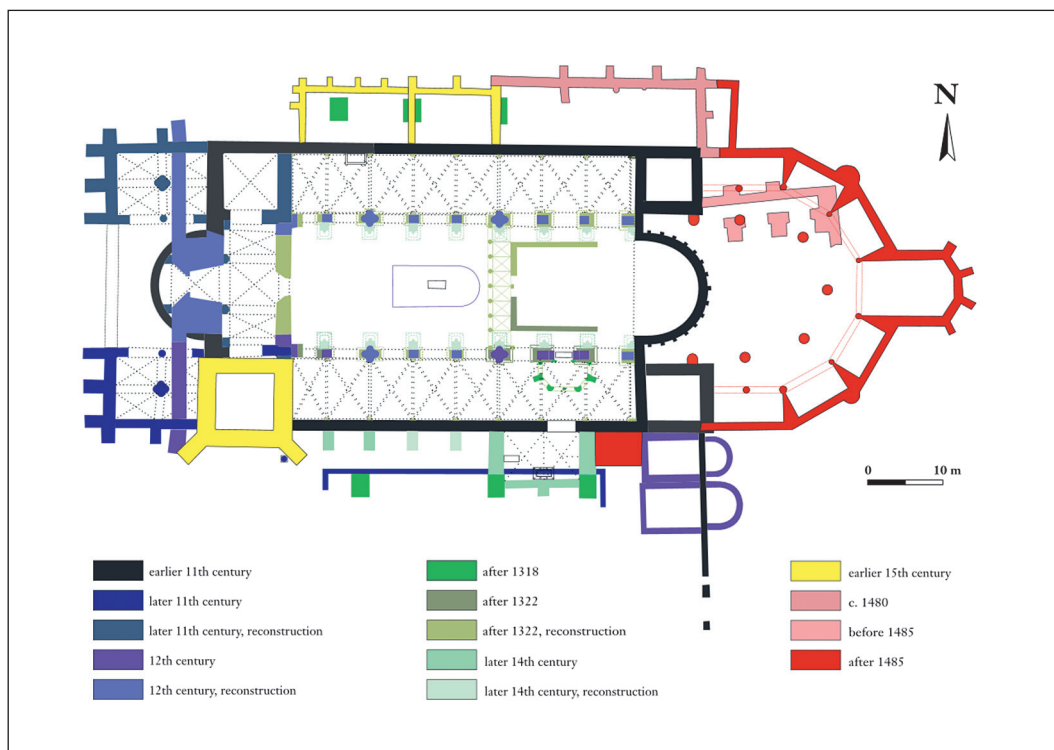 N
0 10 m
earlier 11th century
later 11th century
later 11th century, reconstruction
12th century
12th century, reconstruction
after 1318
after 1322
after 1322, reconstruction
later 14th century
later 14th century, reconstruction
earlier 15th century
c. 1480
before 1485
after 1485